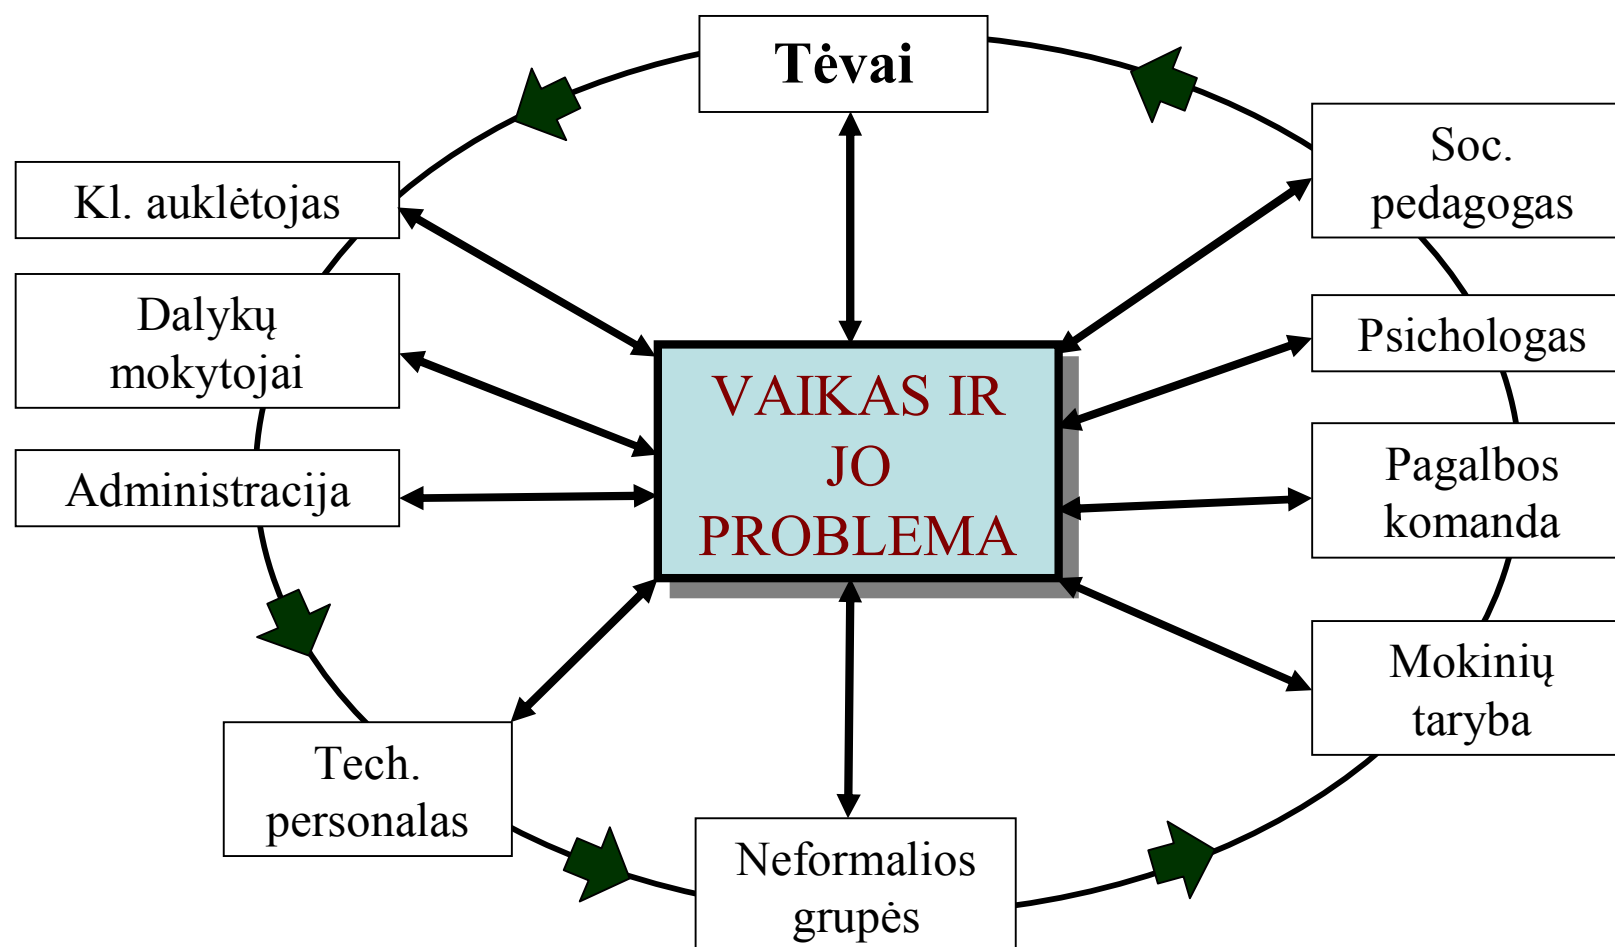 Tėvai
Soc.
pedagogas
Kl. auklėtojas
Dalykų
mokytojai
Psichologas
VAIKAS IR
JO
PROBLEMA
Administracija
Pagalbos
komanda
Mokinių
taryba
Tech.
personalas
Neformalios
grupės